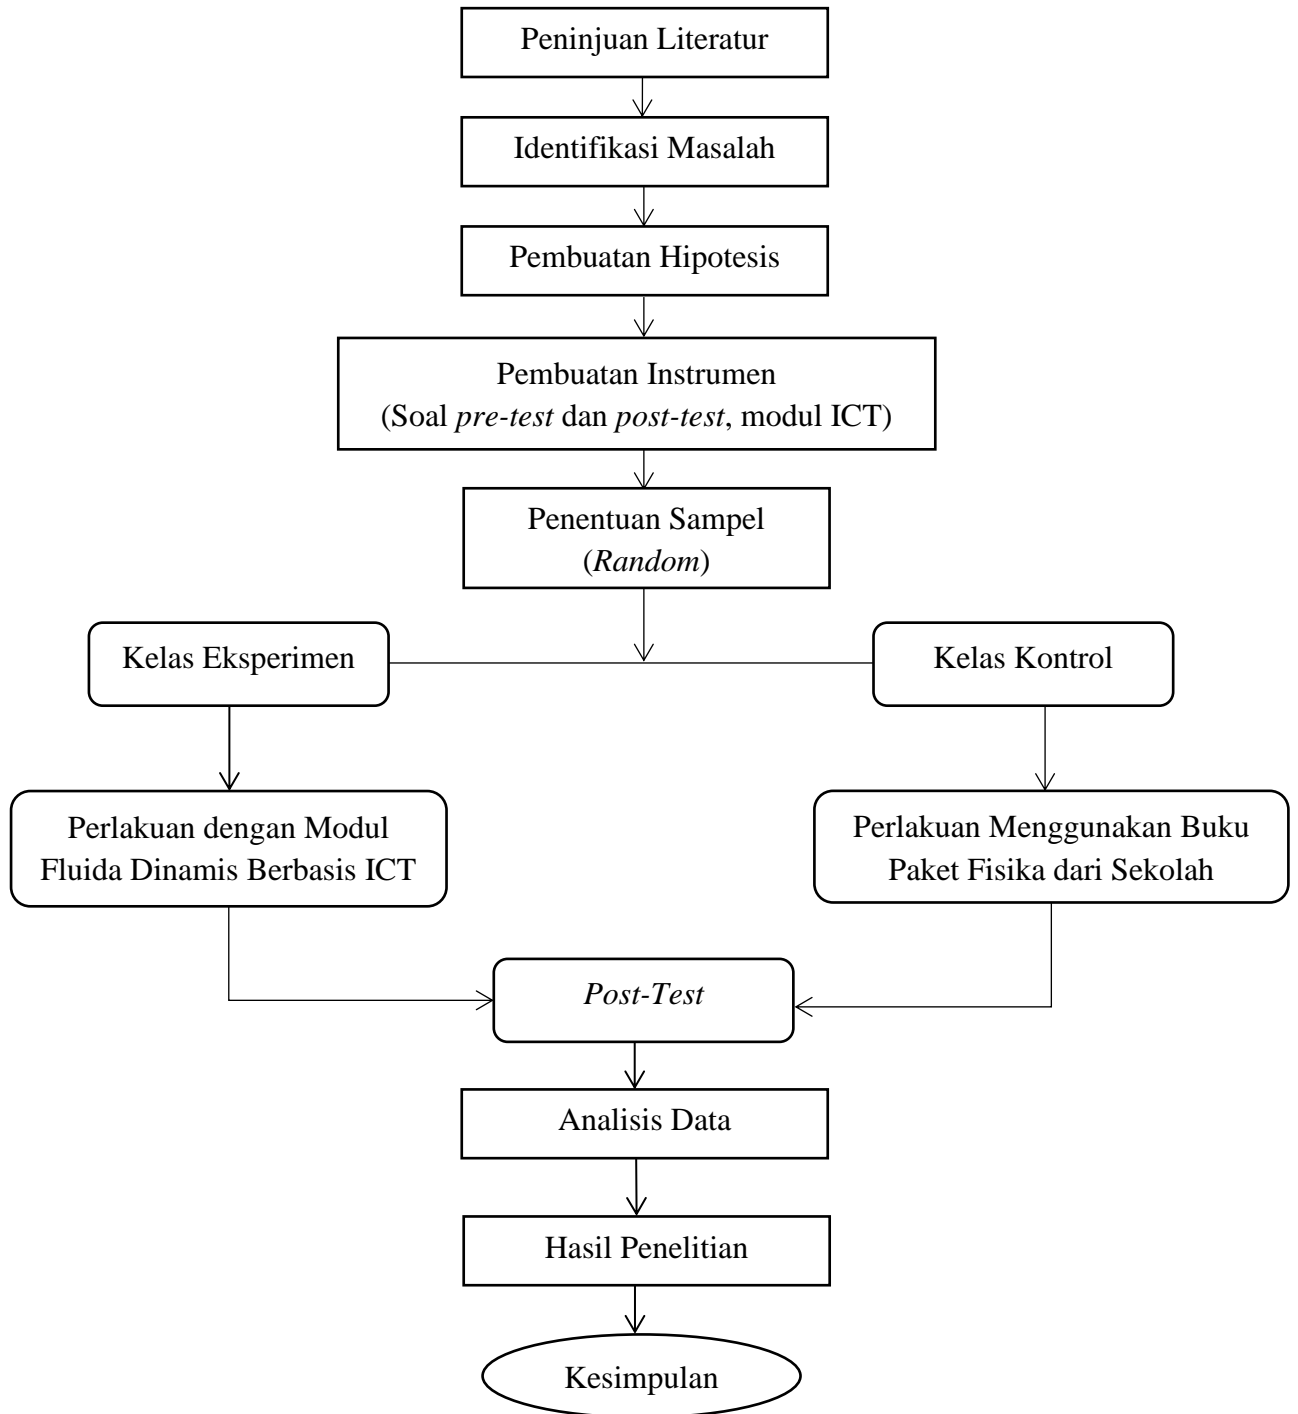 Peninjuan Literatur
Identifikasi Masalah
Pembuatan Hipotesis
Pembuatan Instrumen
(Soal pre-test dan post-test, modul ICT)
Penentuan Sampel
(Random)
Kelas Eksperimen
Kelas Kontrol
Perlakuan dengan Modul
Fluida Dinamis Berbasis ICT
Perlakuan Menggunakan Buku
Paket Fisika dari Sekolah
Post-Test
Analisis Data
Hasil Penelitian
Kesimpulan